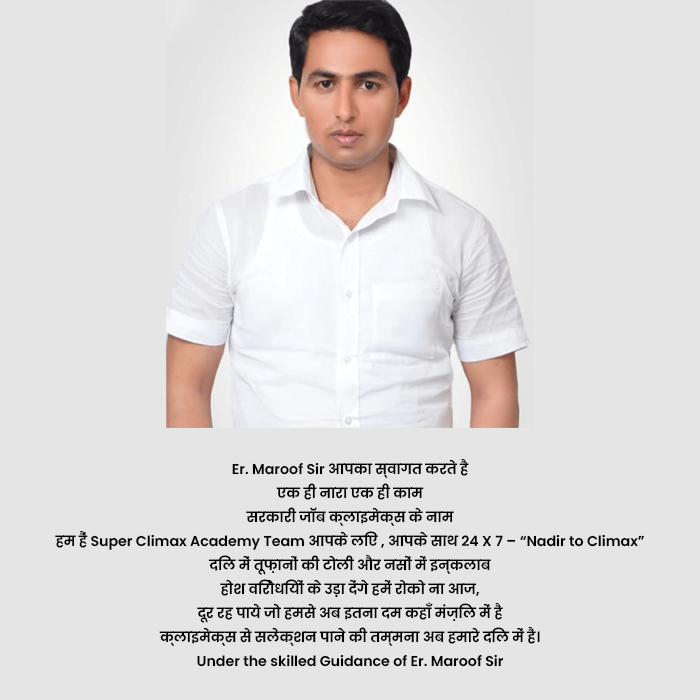 Er. Maroof Sir आपका स्वागत करते है
एक ही नारा एक ही काम
सरकारी जॉब क्लाइमेक्स के नाम
हम हैं Super Climax Academy Team आपके लिए , आपके साथ 24 X 7 – “Nadir to Climax”
दिल में तूफ़ानों की टोली और नसों में इन्कलाब
होश विरोधियों के उड़ा देंगे हमें रोको ना आज,
दूर रह पाये जो हमसे अब इतना दम कहाँ मंज़िल में है
क्लाइमेक्स से सलेक्शन पाने की तम्मना अब हमारे दिल में है।
Under the skilled Guidance of Er. Maroof Sir